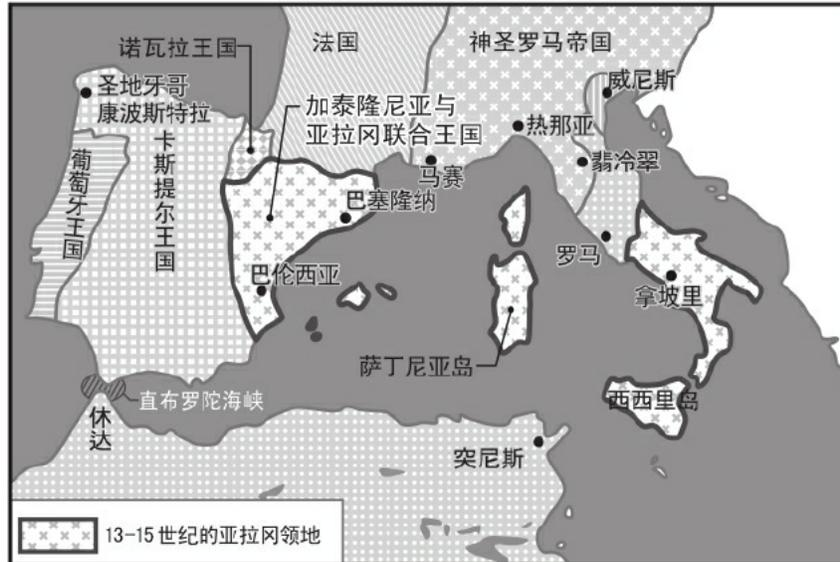 诺瓦拉王国
法国
神圣罗马帝国
圣地牙哥
康波斯特拉
威尼斯
加泰隆尼亚与
亚拉冈联合王国
热那亚
葡萄牙王国
卡斯提尔王国
翡冷翠
马赛
巴塞隆纳
罗马
巴伦西亚
拿坡里
萨丁尼亚岛
直布罗陀海峡
西西里岛
休达
突尼斯
13-15世纪的亚拉冈领地